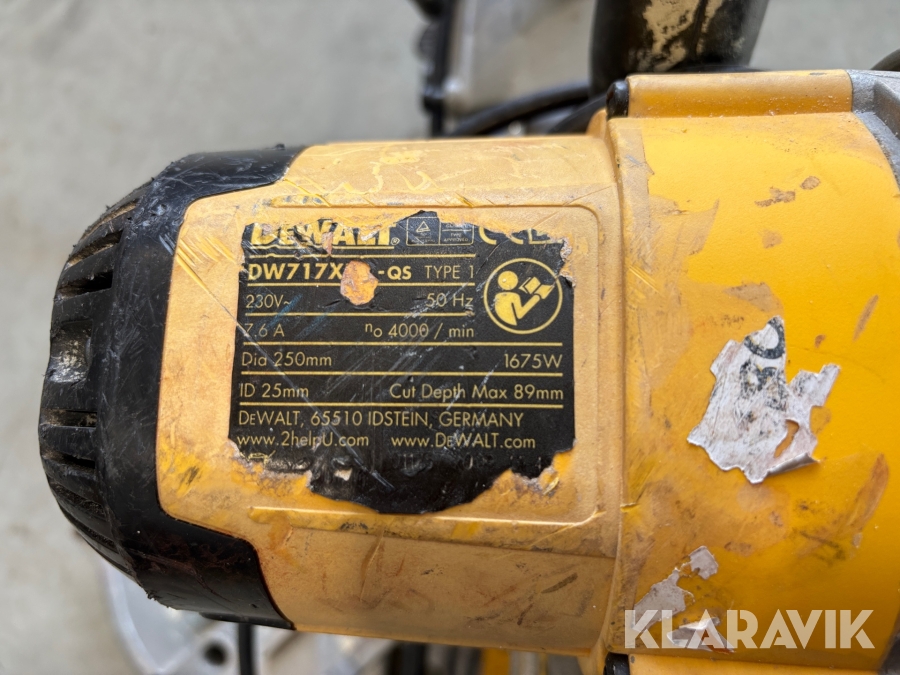 DEWALT®
DW717X -QS TYPE 1
230V~ 50 Hz
7.6 A no 4000 / min
Dia 250mm 1675W
ID 25mm Cut Depth Max 89mm
DEWALT, 65510 IDSTEIN, GERMANY
www.2helpU.com www.DEWALT.com
KLARAVIK